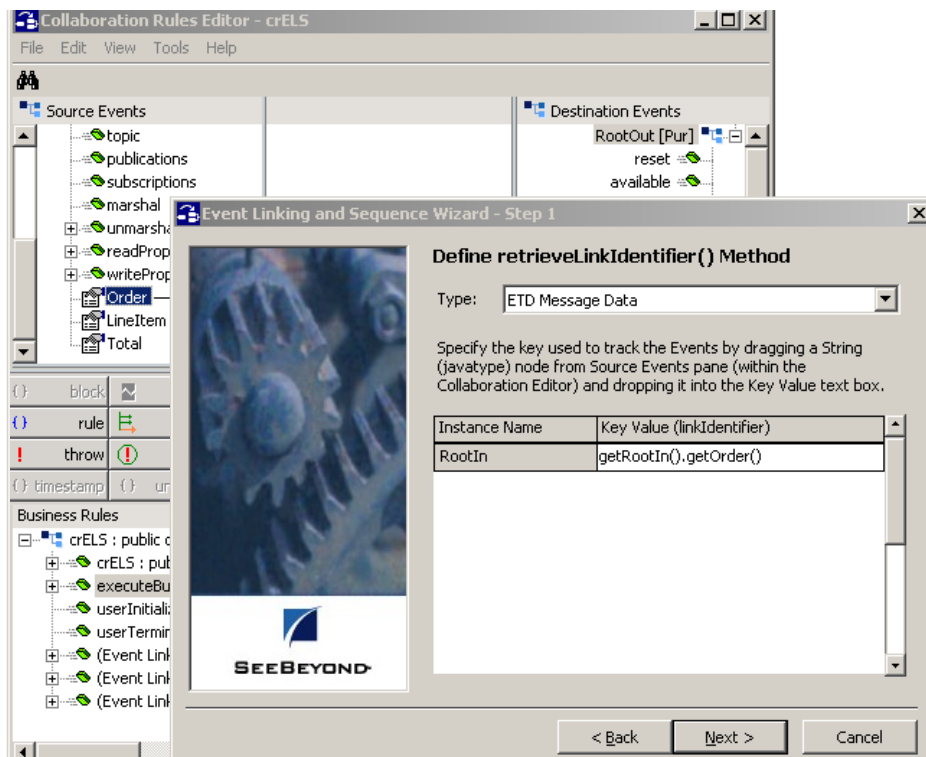 Collaboration Rules Editor - crELS
File Edit View Tools Help
Source Events
Destination Events
topic
publications
subscriptions
marshal
RootOut [Pur]
reset
available
Event Linking and Sequence Wizard - Step 1
unmarsha
readProp
writeProp
Order
LineItem
Total
Define retrieveLinkIdentifier() Method
Type: ETD Message Data
Specify the key used to track the Events by dragging a String
(javatype) node from Source Events pane (within the
Collaboration Editor) and dropping it into the Key Value text box.
Instance Name Key Value (linkIdentifier)
RootIn getRootIn().getOrder()
{} block
{} rule
! throw
{} timestamp {} un
Business Rules
crELS : public c
crELS : pub
executeBu
userInitializ
userTermin
(Event Link
(Event Link
(Event Link
SEEBEYOND
< Back Next > Cancel